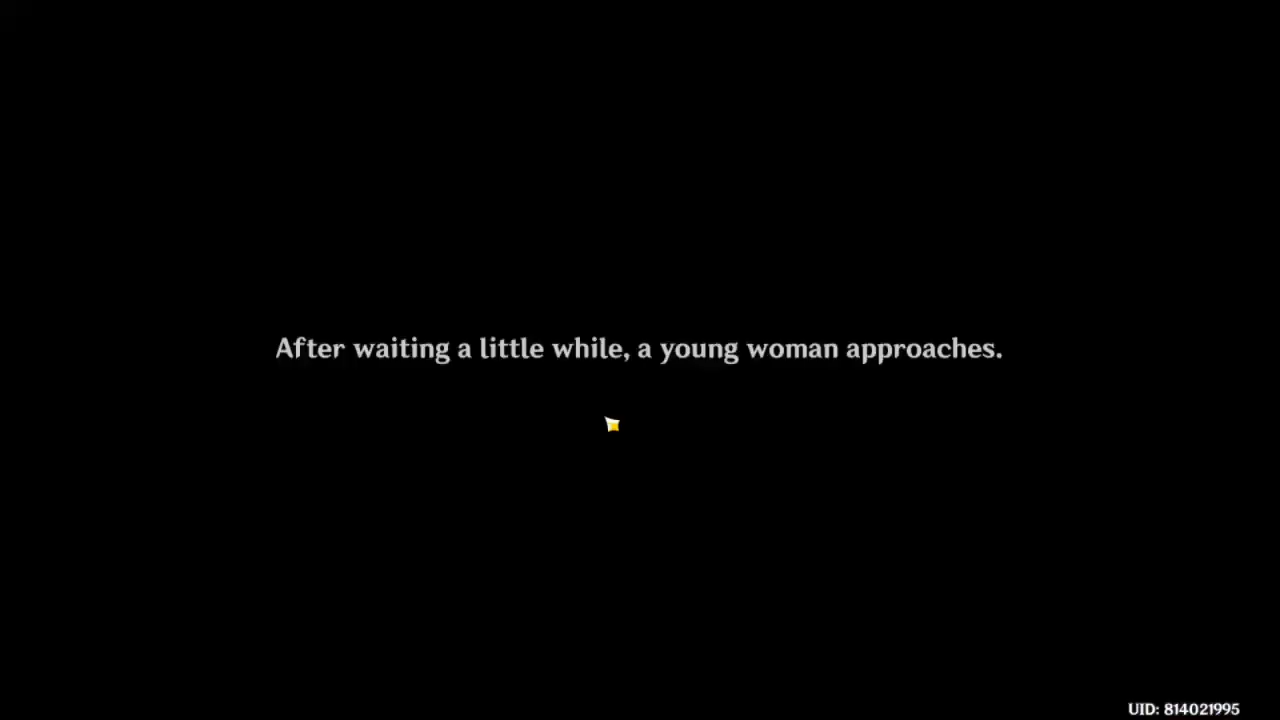 After waiting a little while, a young woman approaches.
UID: 814021995